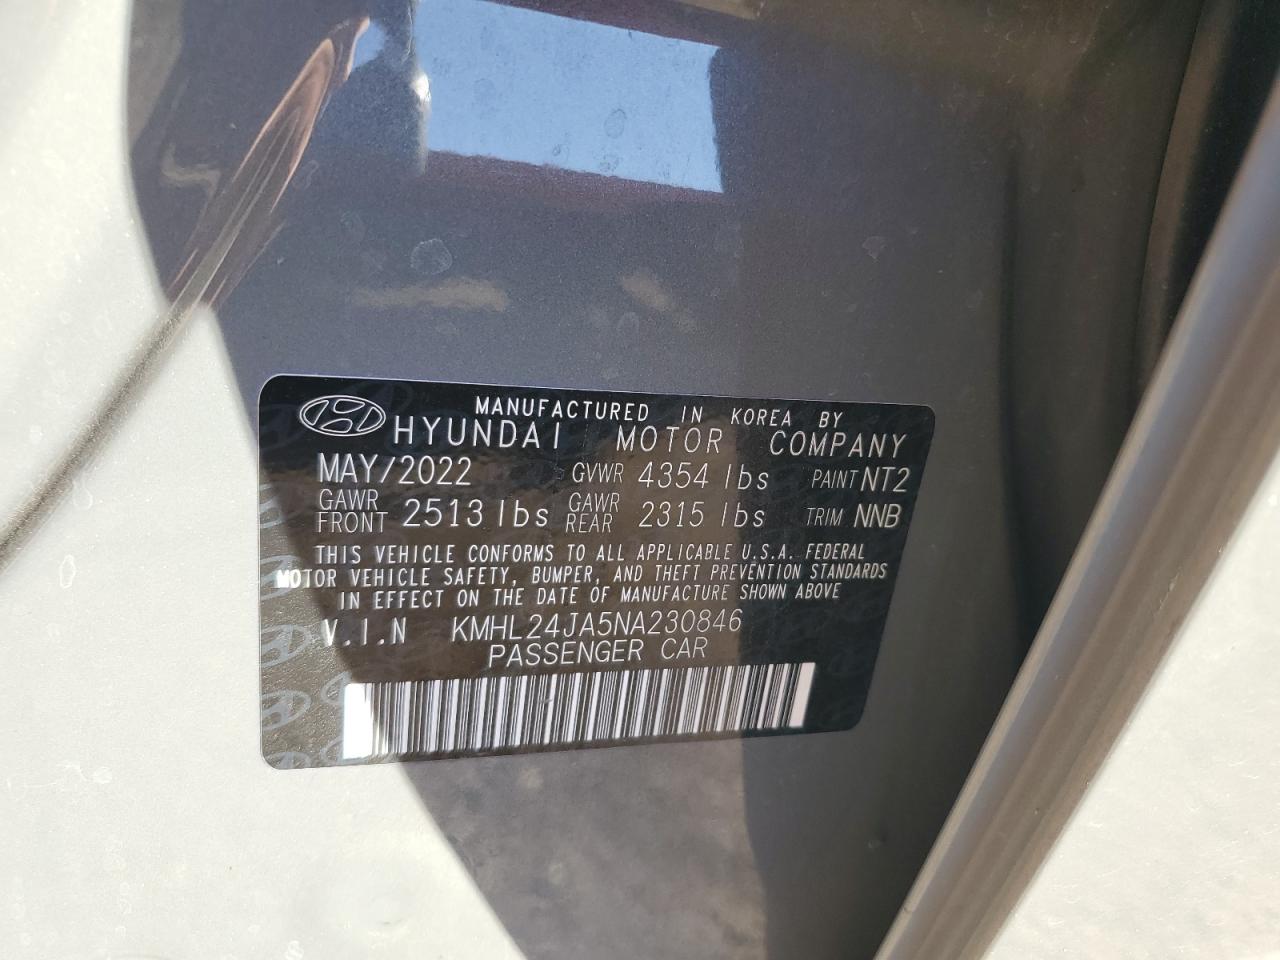 MANUFACTURED IN KOREA BY
HYUNDAI MOTOR COMPANY
MAY/2022 GVWR 4354 lbs PAINT NT2
GAWR FRONT 2513 lbs GAWR REAR 2315 lbs TRIM NNB
THIS VEHICLE CONFORMS TO ALL APPLICABLE U.S.A. FEDERAL
MOTOR VEHICLE SAFETY, BUMPER, AND THEFT PREVENTION STANDARDS
IN EFFECT ON THE DATE OF MANUFACTURE SHOWN ABOVE
V.I.N KMHL24JA5NA230846
PASSENGER CAR